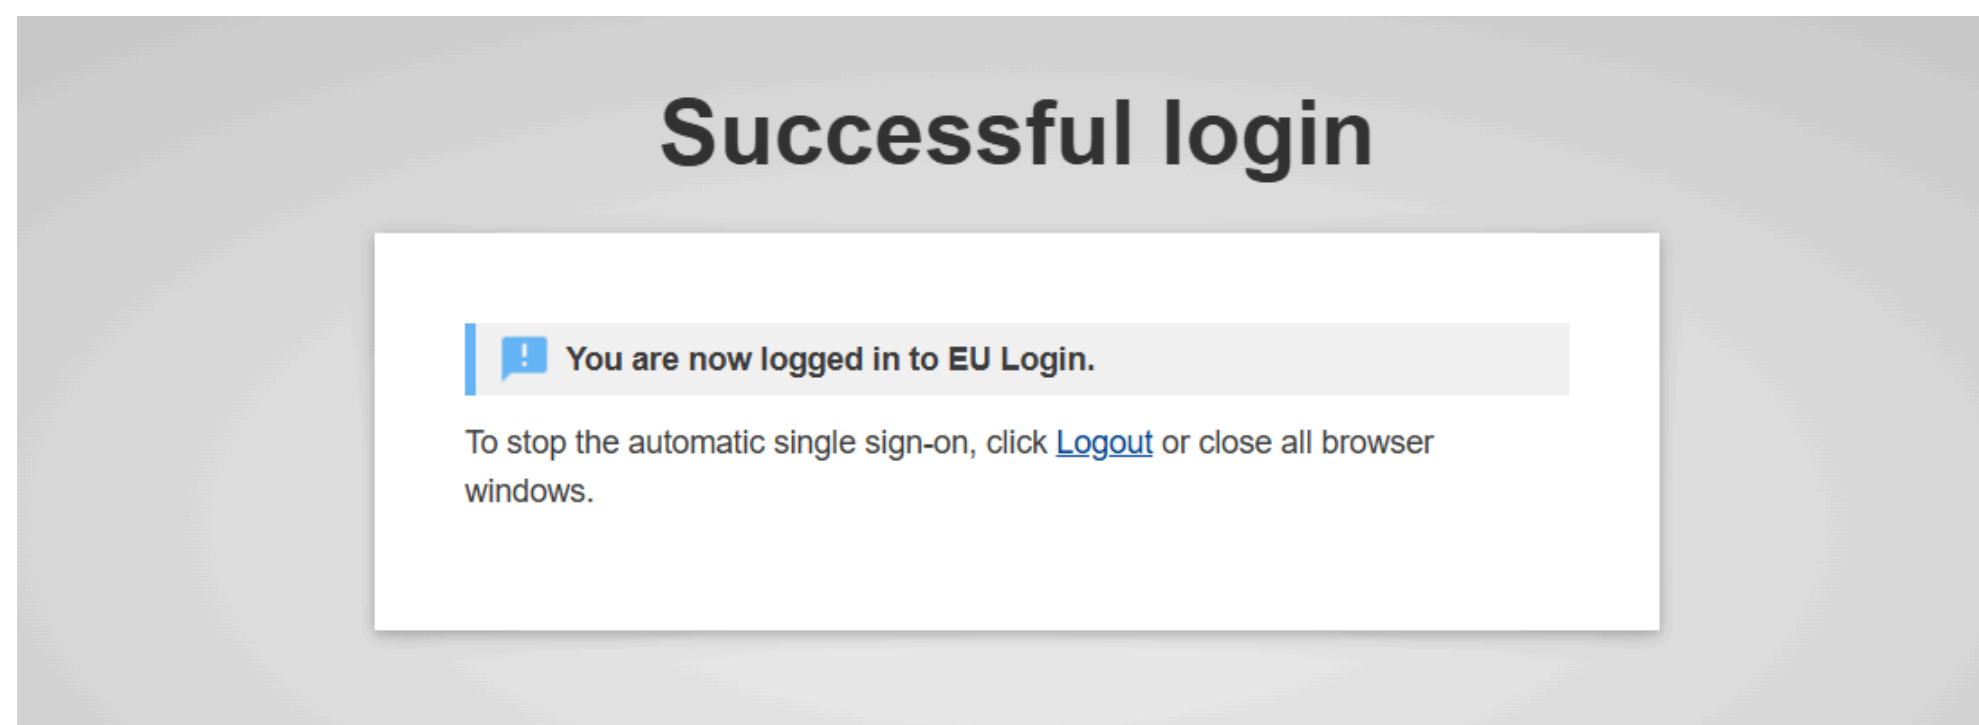 Successful login
You are now logged in to EU Login.
To stop the automatic single sign-on, click Logout or close all browser
windows.